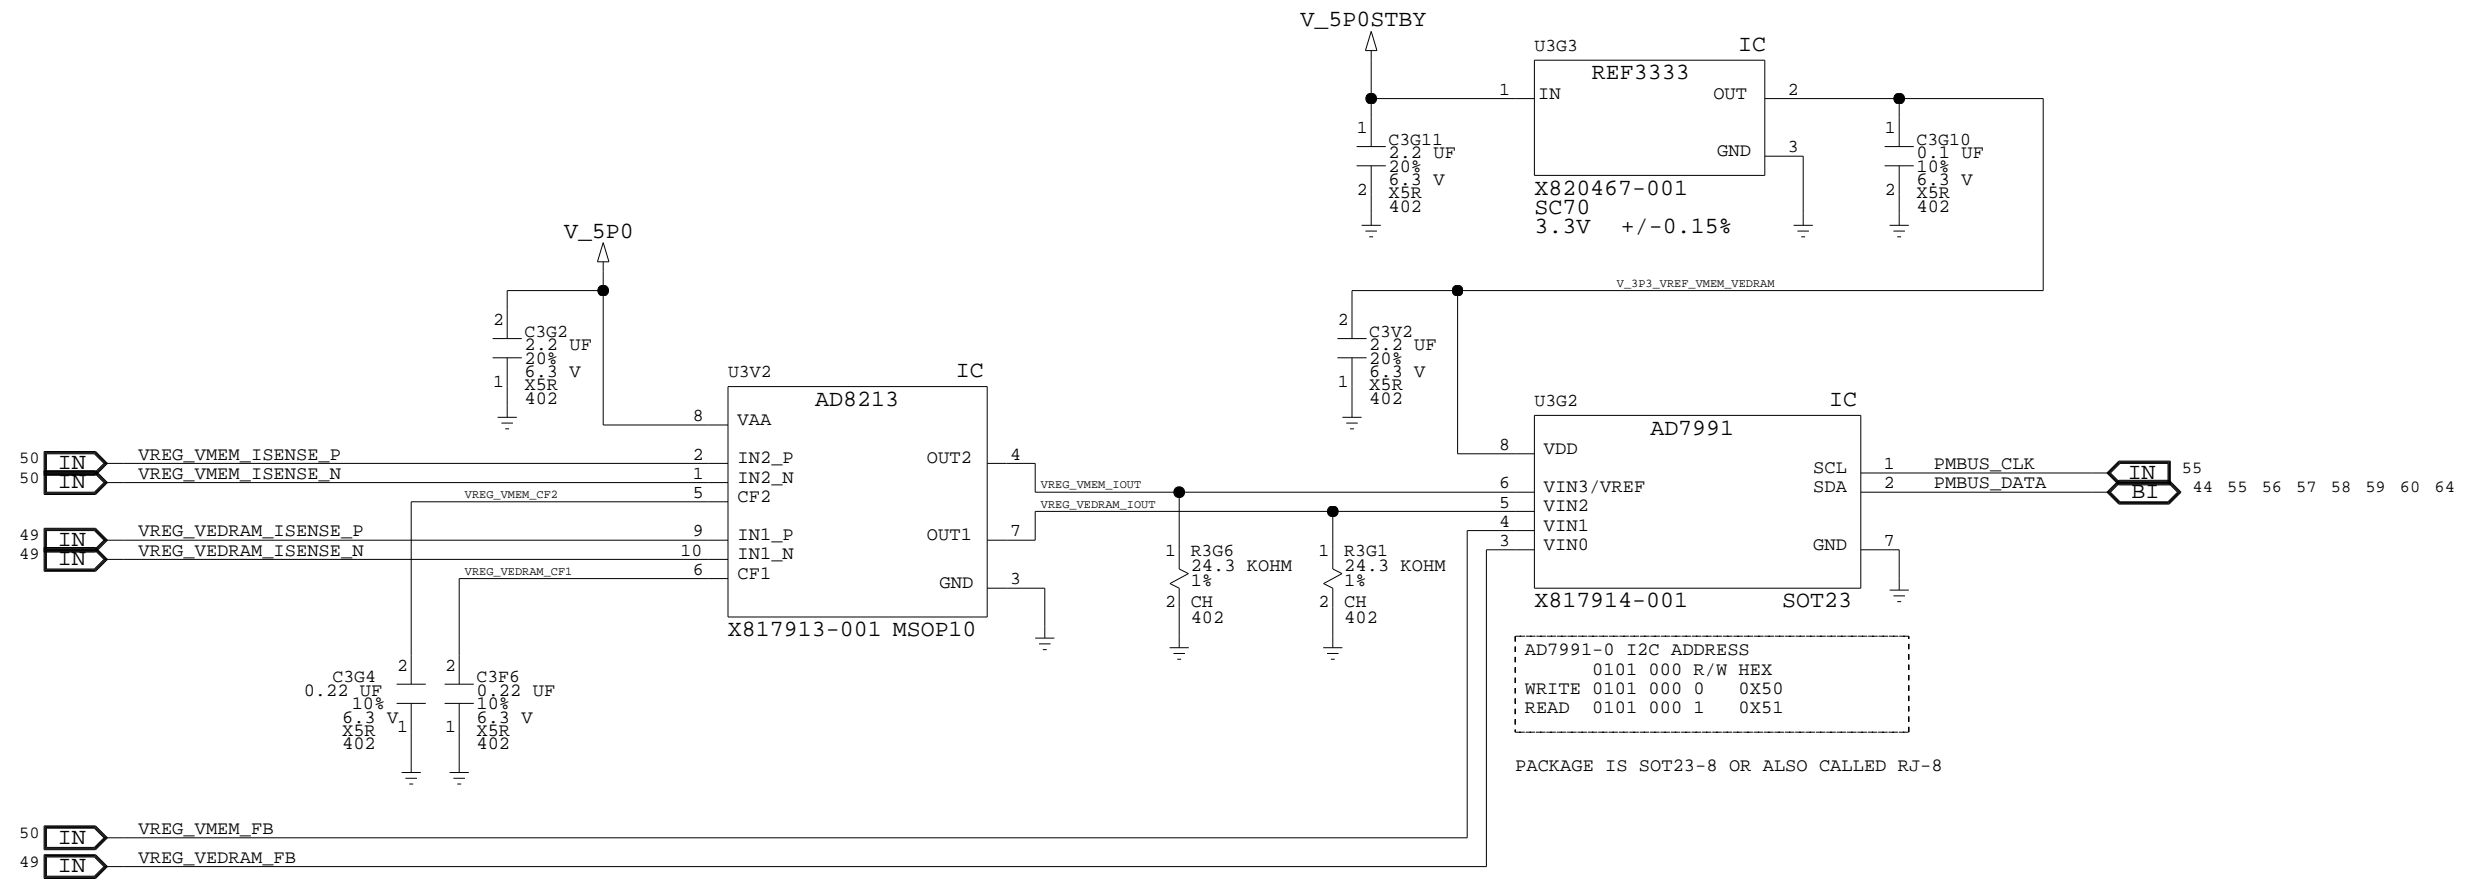 V_5P0STBY
U3G3 IC
REF3333
1 IN OUT 2
GND 3
X820467-001
SC70
3.3V +/-0.15%
1
C3G11
2.2 UF
20%
6.3 V
2
X5R
402
1
C3G10
0.1 UF
10%
6.3 V
2
X5R
402
V_5P0
V_3P3_VREF_VMEM_VEDRAM
2
C3G2
2.2 UF
20%
6.3 V
1
X5R
402
2
C3V2
2.2 UF
20%
6.3 V
1
X5R
402
U3V2 IC
AD8213
8 VAA
50 IN VREG_VMEM_ISENSE_P 2 IN2_P OUT2 4
50 IN VREG_VMEM_ISENSE_N 1 IN2_N
VREG_VMEM_CF2 5 CF2
49 IN VREG_VEDRAM_ISENSE_P 9 IN1_P OUT1 7
49 IN VREG_VEDRAM_ISENSE_N 10 IN1_N
VREG_VEDRAM_CF1 6 CF1
GND 3
X817913-001 MSOP10
VREG_VMEM_IOUT
VREG_VEDRAM_IOUT
1 R3G6
24.3 KOHM
1%
2 CH
402
1 R3G1
24.3 KOHM
1%
2 CH
402
U3G2 IC
AD7991
8 VDD
SCL 1 PMBUS_CLK IN 55
6 VIN3/VREF SDA 2 PMBUS_DATA BI 44 55 56 57 58 59 60 64
5 VIN2
4 VIN1
3 VIN0 GND 7
X817914-001 SOT23
AD7991-0 I2C ADDRESS
0101 000 R/W HEX
WRITE 0101 000 0 0X50
READ 0101 000 1 0X51
PACKAGE IS SOT23-8 OR ALSO CALLED RJ-8
2
C3G4
0.22 UF
10%
6.3 V
1
X5R
402
2
C3F6
0.22 UF
10%
6.3 V
1
X5R
402
50 IN VREG_VMEM_FB
49 IN VREG_VEDRAM_FB